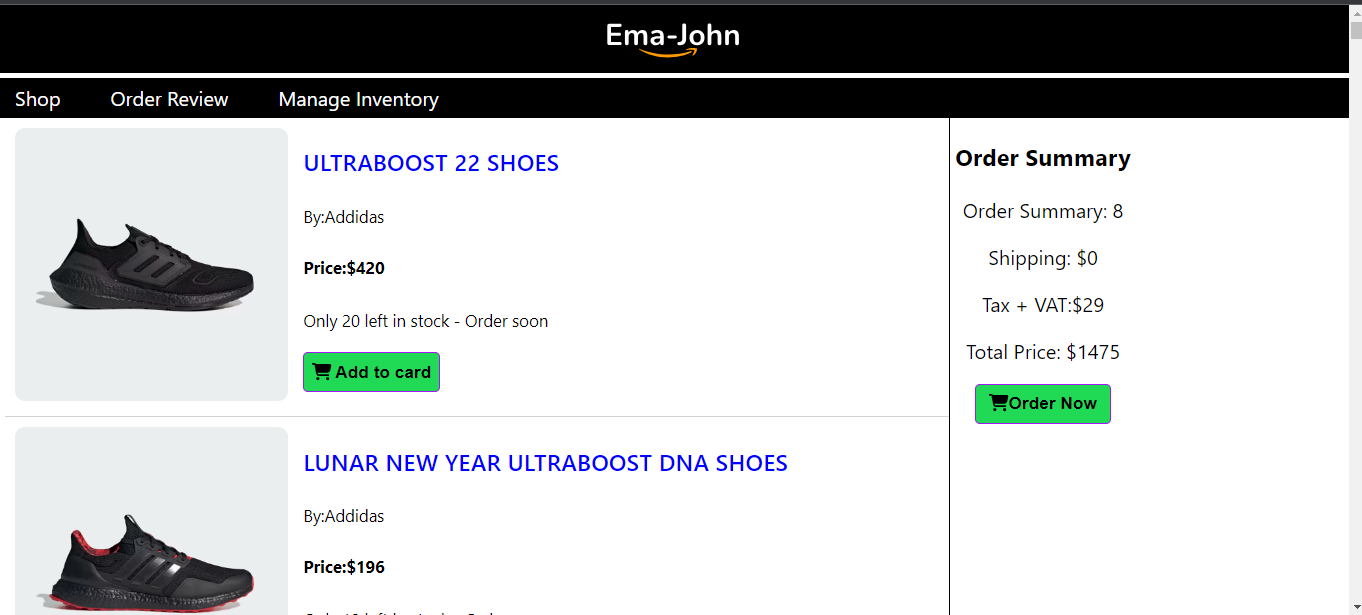 Ema-John
Shop
Order Review
Manage Inventory
ULTRABOOST 22 SHOES
By:Addidas
Price:$420
Only 20 left in stock - Order soon
Add to card
LUNAR NEW YEAR ULTRABOOST DNA SHOES
By:Addidas
Price:$196
Order Summary
Order Summary: 8
Shipping: $0
Tax + VAT:$29
Total Price: $1475
Order Now